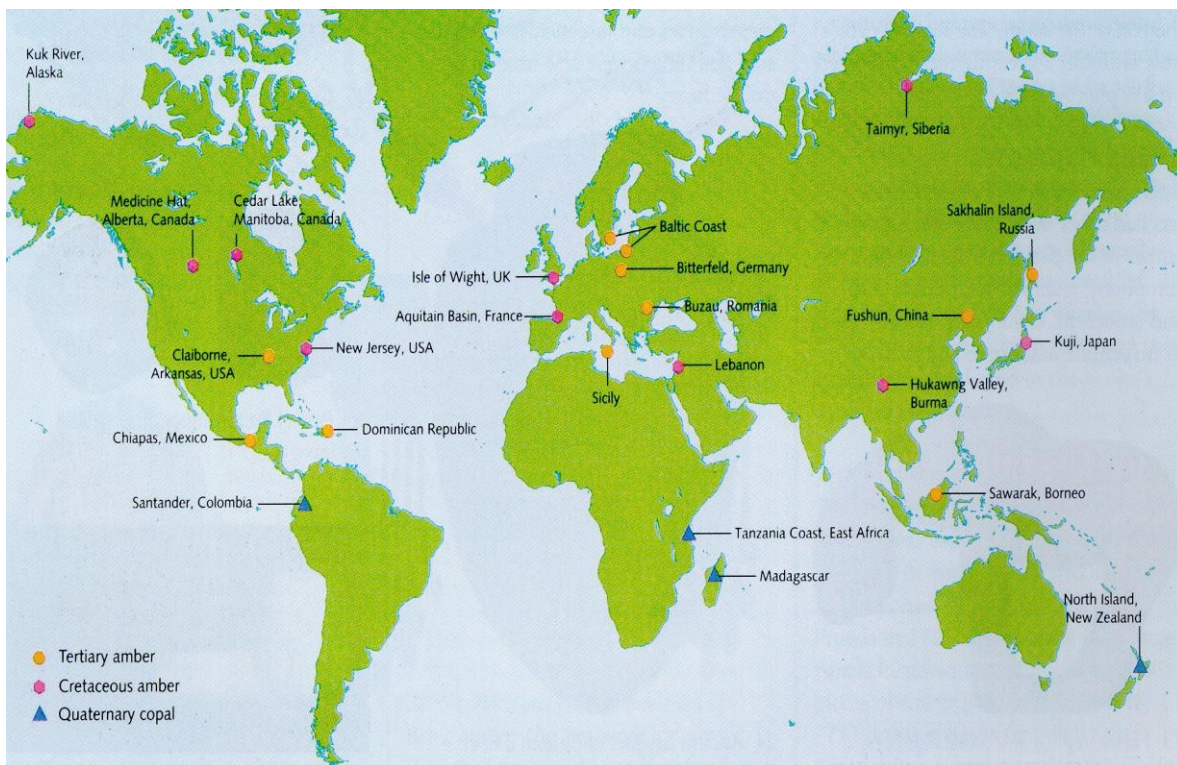 Kuk River,
Alaska
Taimyr, Siberia
Medicine Hat,
Alberta, Canada
Cedar Lake,
Manitoba, Canada
Sakhalin Island,
Russia
Baltic Coast
Bitterfeld, Germany
Isle of Wight, UK
Buzau, Romania
Aquitain Basin, France
Fushun, China
New Jersey, USA
Kuji, Japan
Claiborne,
Arkansas, USA
Lebanon
Hukawng Valley,
Burma
Sicily
Chiapas, Mexico
Dominican Republic
Santander, Colombia
Sawarak, Borneo
Tanzania Coast, East Africa
Madagascar
North Island,
New Zealand
Tertiary amber
Cretaceous amber
Quaternary copal